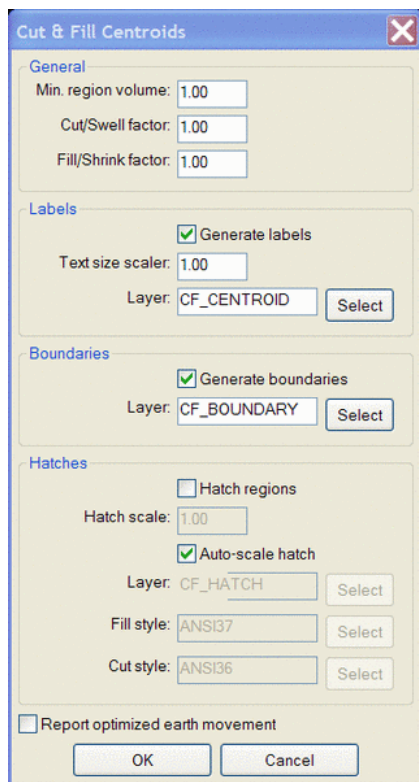 Cut & Fill Centroids
General
Min. region volume: 1.00
Cut/Swell factor: 1.00
Fill/Shrink factor: 1.00
Labels
Generate labels
Text size scaler: 1.00
Layer: CF_CENTROID Select
Boundaries
Generate boundaries
Layer: CF_BOUNDARY Select
Hatches
Hatch regions
Hatch scale: 1.00
Auto-scale hatch
Layer: CF_HATCH Select
Fill style: ANSI37 Select
Cut style: ANSI36 Select
Report optimized earth movement
OK Cancel